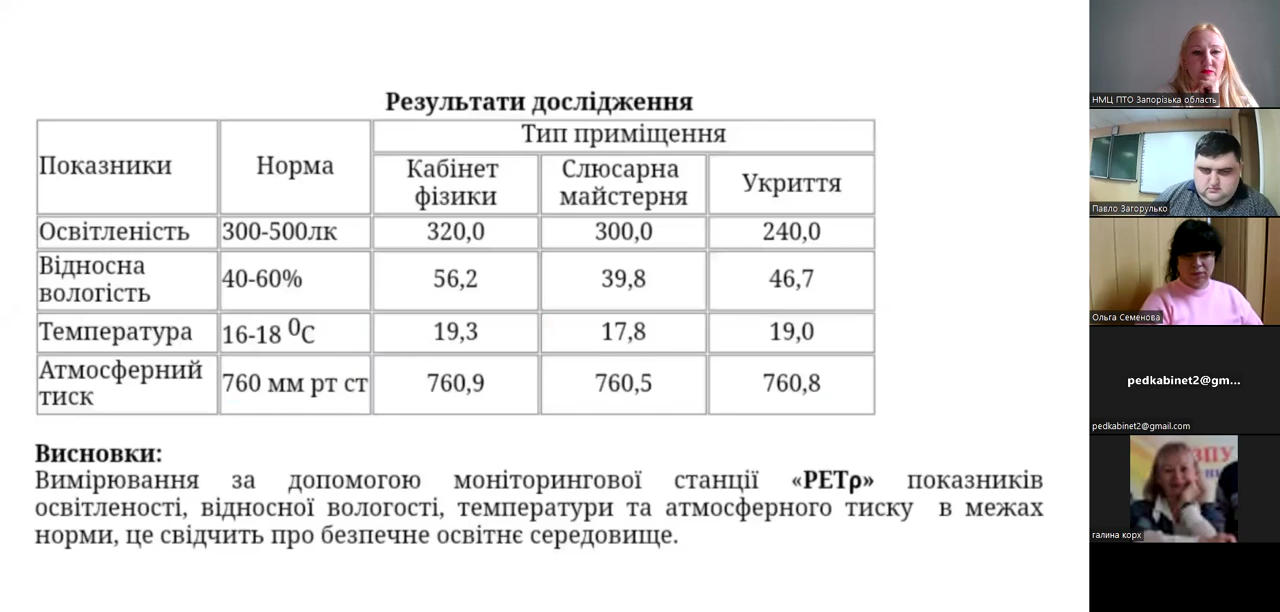 Результати дослідження
Показники
Норма
Тип приміщення
Кабінет
фізики
Слюсарна
майстерня
Укриття
Освітленість
300-500лк
320,0
300,0
240,0
Відносна
вологість
40-60%
56,2
39,8
46,7
Температура
16-18 ⁰С
19,3
17,8
19,0
Атмосферний
тиск
760 мм рт ст
760,9
760,5
760,8
Висновки:
Вимірювання за допомогою моніторингової станції «РЕТρ» показників
освітленості, відносної вологості, температури та атмосферного тиску в межах
норми, це свідчить про безпечне освітнє середовище.
НМЦ ПТО Запорізька область
Павло Загорулько
Ольга Семенова
pedkabinet2@gm...
pedkabinet2@gmail.com
ЗПУ
галина корх